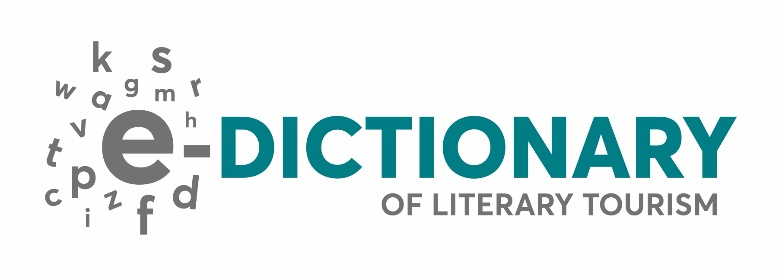 k s
w a g m r
v h
t e-DICTIONARY
p
c i z f d
OF LITERARY TOURISM